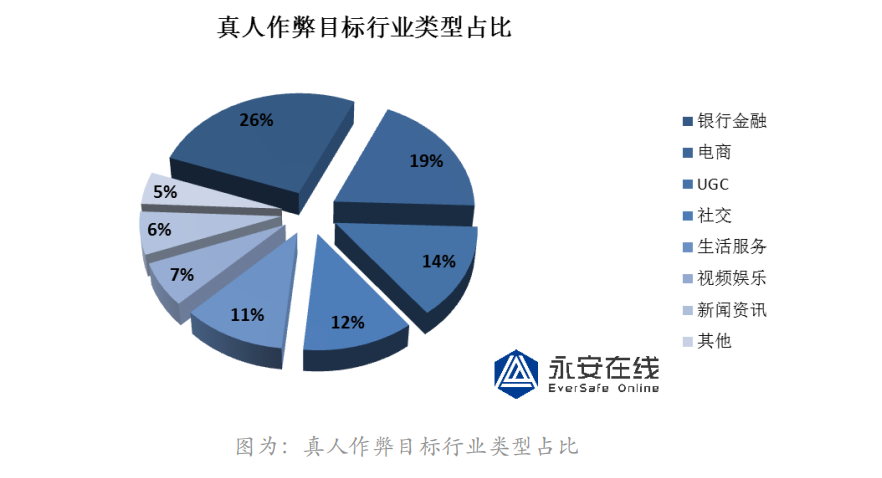 真人作弊目标行业类型占比
26%
19%
14%
12%
11%
7%
6%
5%
银行金融
电商
UGC
社交
生活服务
视频娱乐
新闻资讯
其他
永安在线
EverSafe Online
图为：真人作弊目标行业类型占比